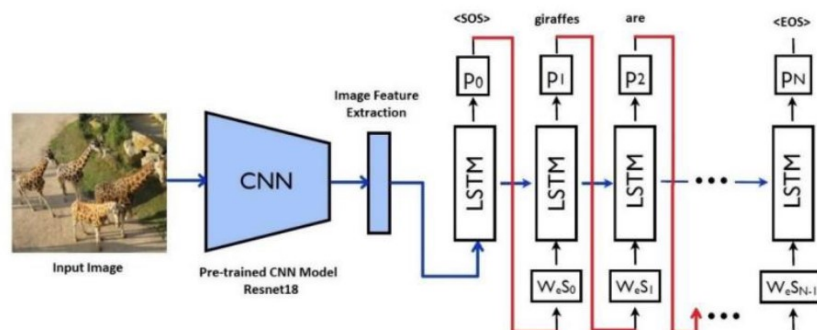 <SOS> giraffes are <EOS>
P0 P1 P2 PN
Image Feature
Extraction
CNN
LSTM LSTM LSTM ••• LSTM
Input Image
Pre-trained CNN Model
Resnet18
WeS0 WeS1 ••• WeSN-1